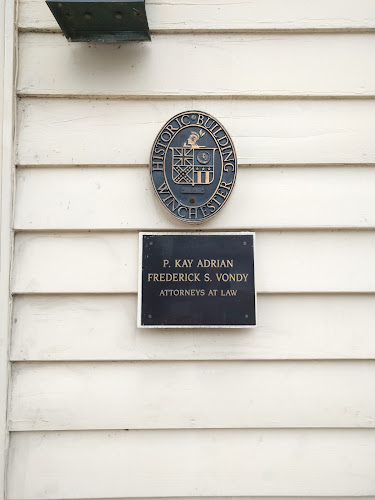 HISTORIC BUILDING
WINCHESTER
P. KAY ADRIAN
FREDERICK S. VONDY
ATTORNEYS AT LAW